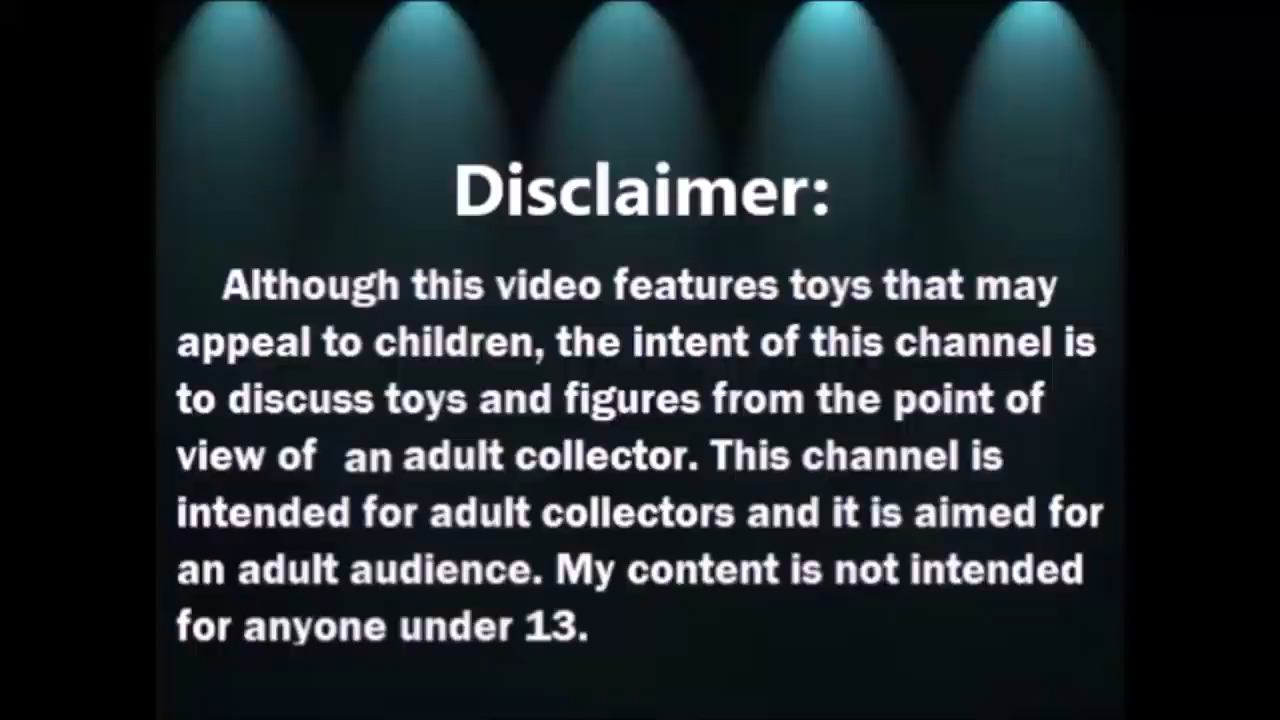 Disclaimer:
Although this video features toys that may
appeal to children, the intent of this channel is
to discuss toys and figures from the point of
view of an adult collector. This channel is
intended for adult collectors and it is aimed for
an adult audience. My content is not intended
for anyone under 13.